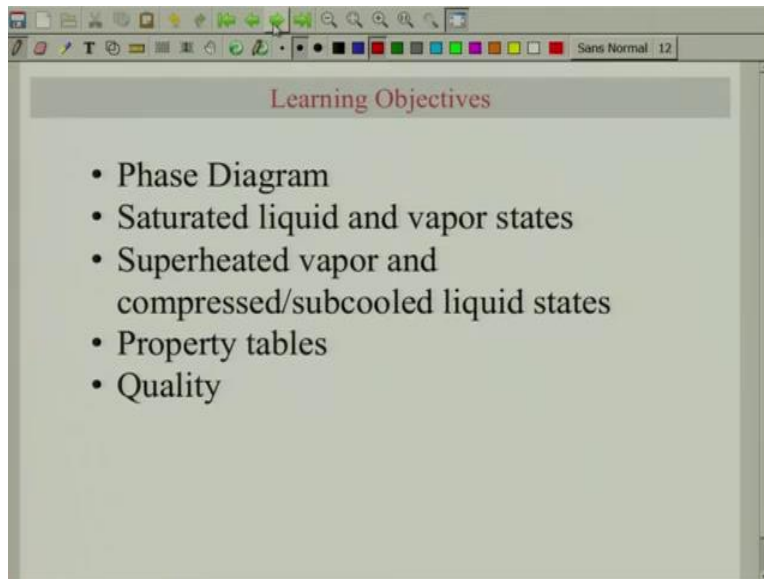 T
Sans Normal 12
Learning Objectives
• Phase Diagram
• Saturated liquid and vapor states
• Superheated vapor and
compressed/subcooled liquid states
• Property tables
• Quality